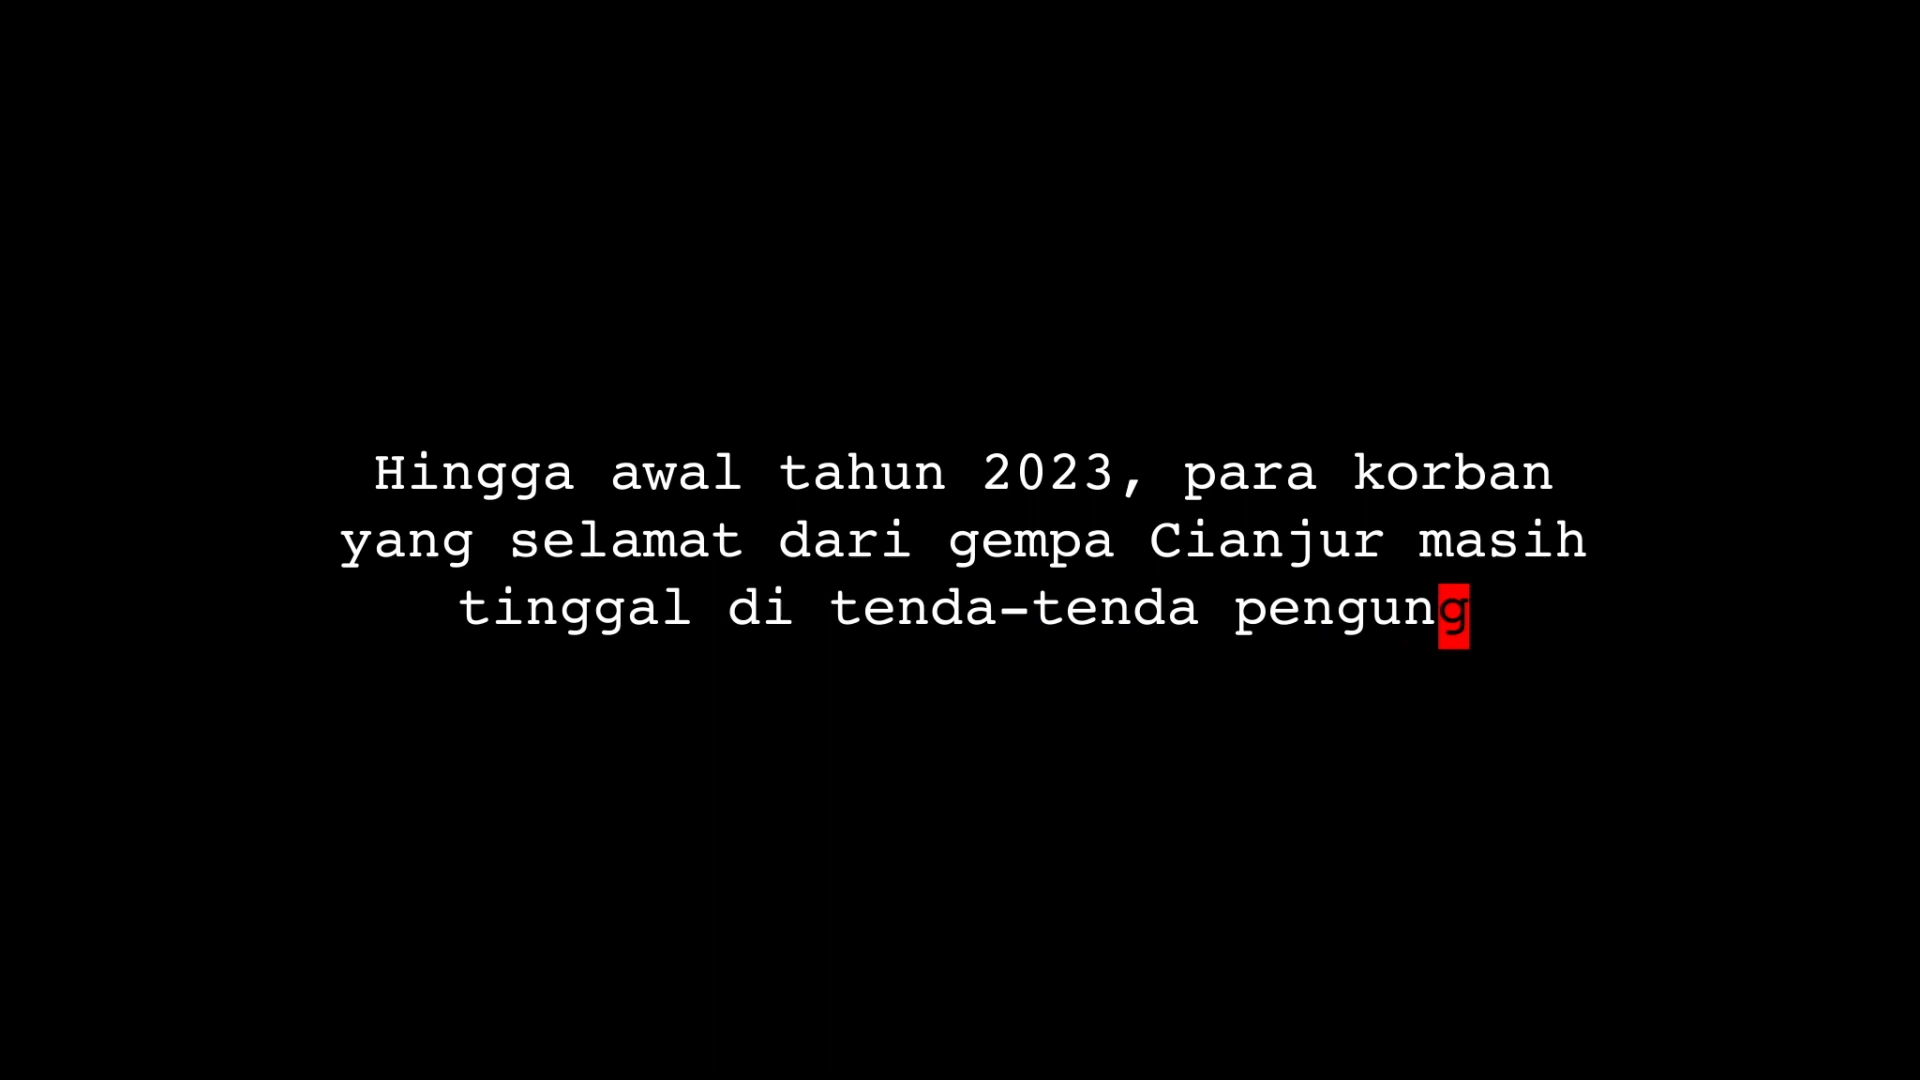 Hingga awal tahun 2023, para korban
yang selamat dari gempa Cianjur masih
tinggal di tenda-tenda pengung